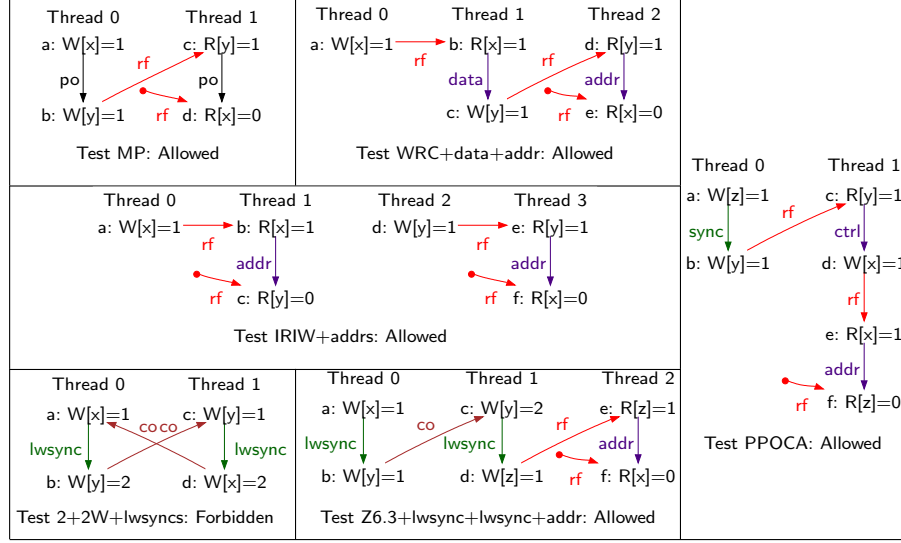 Thread 0 Thread 1
a: W[x]=1 c: R[y]=1
rf
po po
b: W[y]=1 rf d: R[x]=0
Test MP: Allowed
Thread 0 Thread 1 Thread 2
a: W[x]=1 rf b: R[x]=1 d: R[y]=1
data rf addr
c: W[y]=1 rf e: R[x]=0
Test WRC+data+addr: Allowed
Thread 0 Thread 1 Thread 2 Thread 3
a: W[x]=1 rf b: R[x]=1 d: W[y]=1 rf e: R[y]=1
addr addr
rf c: R[y]=0 rf f: R[x]=0
Test IRIW+addrs: Allowed
Thread 0 Thread 1
a: W[x]=1 c: W[y]=1
co co
lwsync lwsync
b: W[y]=2 d: W[x]=2
Test 2+2W+lwsyncs: Forbidden
Thread 0 Thread 1 Thread 2
a: W[x]=1 c: W[y]=2 e: R[z]=1
co rf
lwsync lwsync addr
b: W[y]=1 d: W[z]=1 rf f: R[x]=0
Test Z6.3+lwsync+lwsync+addr: Allowed
Thread 0 Thread 1
a: W[z]=1 c: R[y]=1
rf
sync ctrl
b: W[y]=1 d: W[x]=1
rf
e: R[x]=1
addr
rf f: R[z]=0
Test PPOCA: Allowed